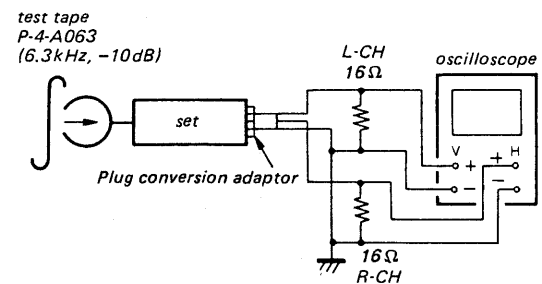 test tape
P-4-A063
(6.3kHz, −10dB)
set
Plug conversion adaptor
L-CH
16Ω
oscilloscope
V + + H
− −
16Ω
R-CH